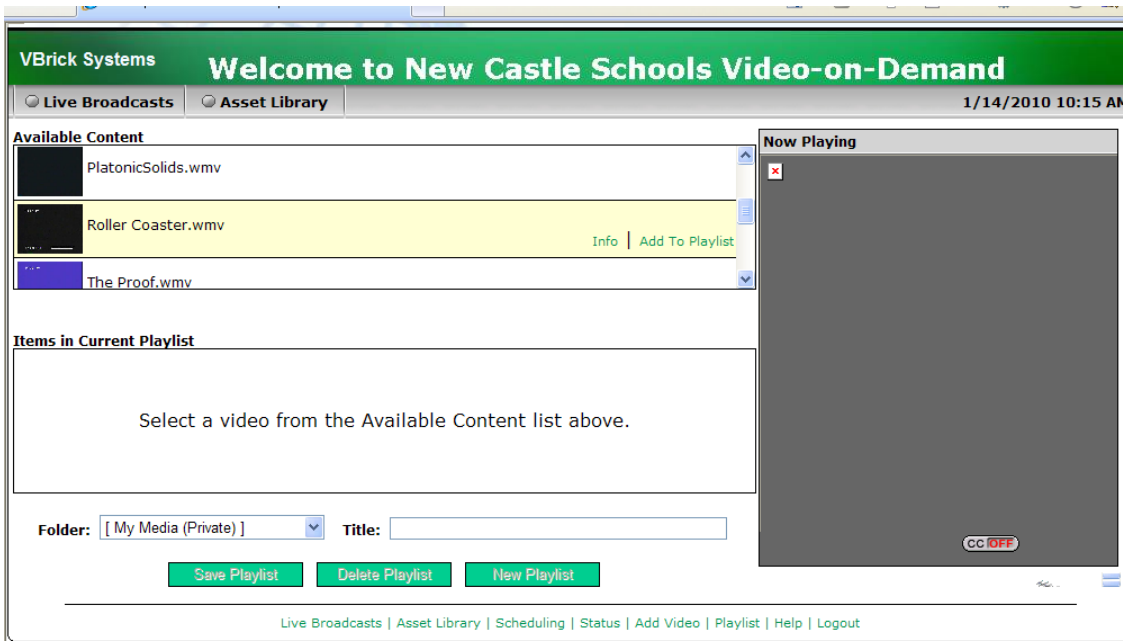 VBrick Systems
Welcome to New Castle Schools Video-on-Demand
Live Broadcasts
Asset Library
1/14/2010 10:15 AM
Available Content
PlatonicSolids.wmv
Roller Coaster.wmv
Info | Add To Playlist
The Proof.wmv
Now Playing
Items in Current Playlist
Select a video from the Available Content list above.
Folder: [ My Media (Private) ] Title:
CC OFF
Save Playlist Delete Playlist New Playlist
Live Broadcasts | Asset Library | Scheduling | Status | Add Video | Playlist | Help | Logout